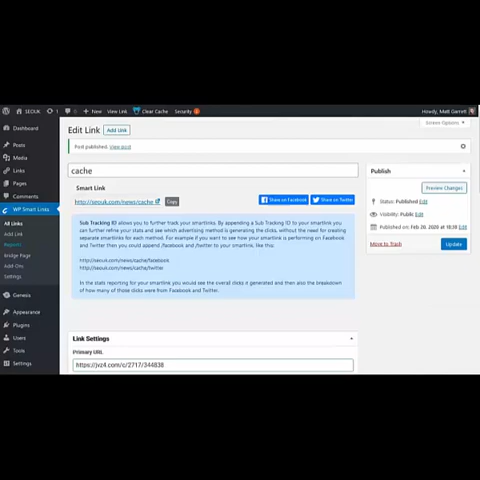 SEOUK 1 New View Link Clear Cache Security Howdy, Matt Garrett
Screen Options
Dashboard
Posts
Media
Links
Pages
Comments
WP Smart Links
All Links
Add Link
Reports
Bridge Page
Add-Ons
Settings
Genesis
Appearance
Plugins
Users
Tools
Settings
Edit Link Add Link
Post published. View post
cache
Smart Link
http://seouk.com/news/cache Copy Share on Facebook Share on Twitter
Sub Tracking ID allows you to further track your smartlinks. By appending a Sub Tracking ID to your smartlink you
can further refine your stats and see which advertising method is generating the clicks, without the need for creating
separate smartlinks for each method. For example if you want to see how your smartlink is performing on Facebook
and Twitter then you would append /facebook and /twitter to your smartlink, like this:
http://seouk.com/news/cache/facebook
http://seouk.com/news/cache/twitter
In the stats reporting for your smartlink you would see the overall clicks it generated and then also the breakdown
of how many of those clicks were from Facebook and Twitter.
Link Settings
Primary URL
https://jvz4.com/c/2717/344838
Publish
Preview Changes
Status: Published Edit
Visibility: Public Edit
Published on: Feb 26, 2020 at 16:38 Edit
Move to Trash Update